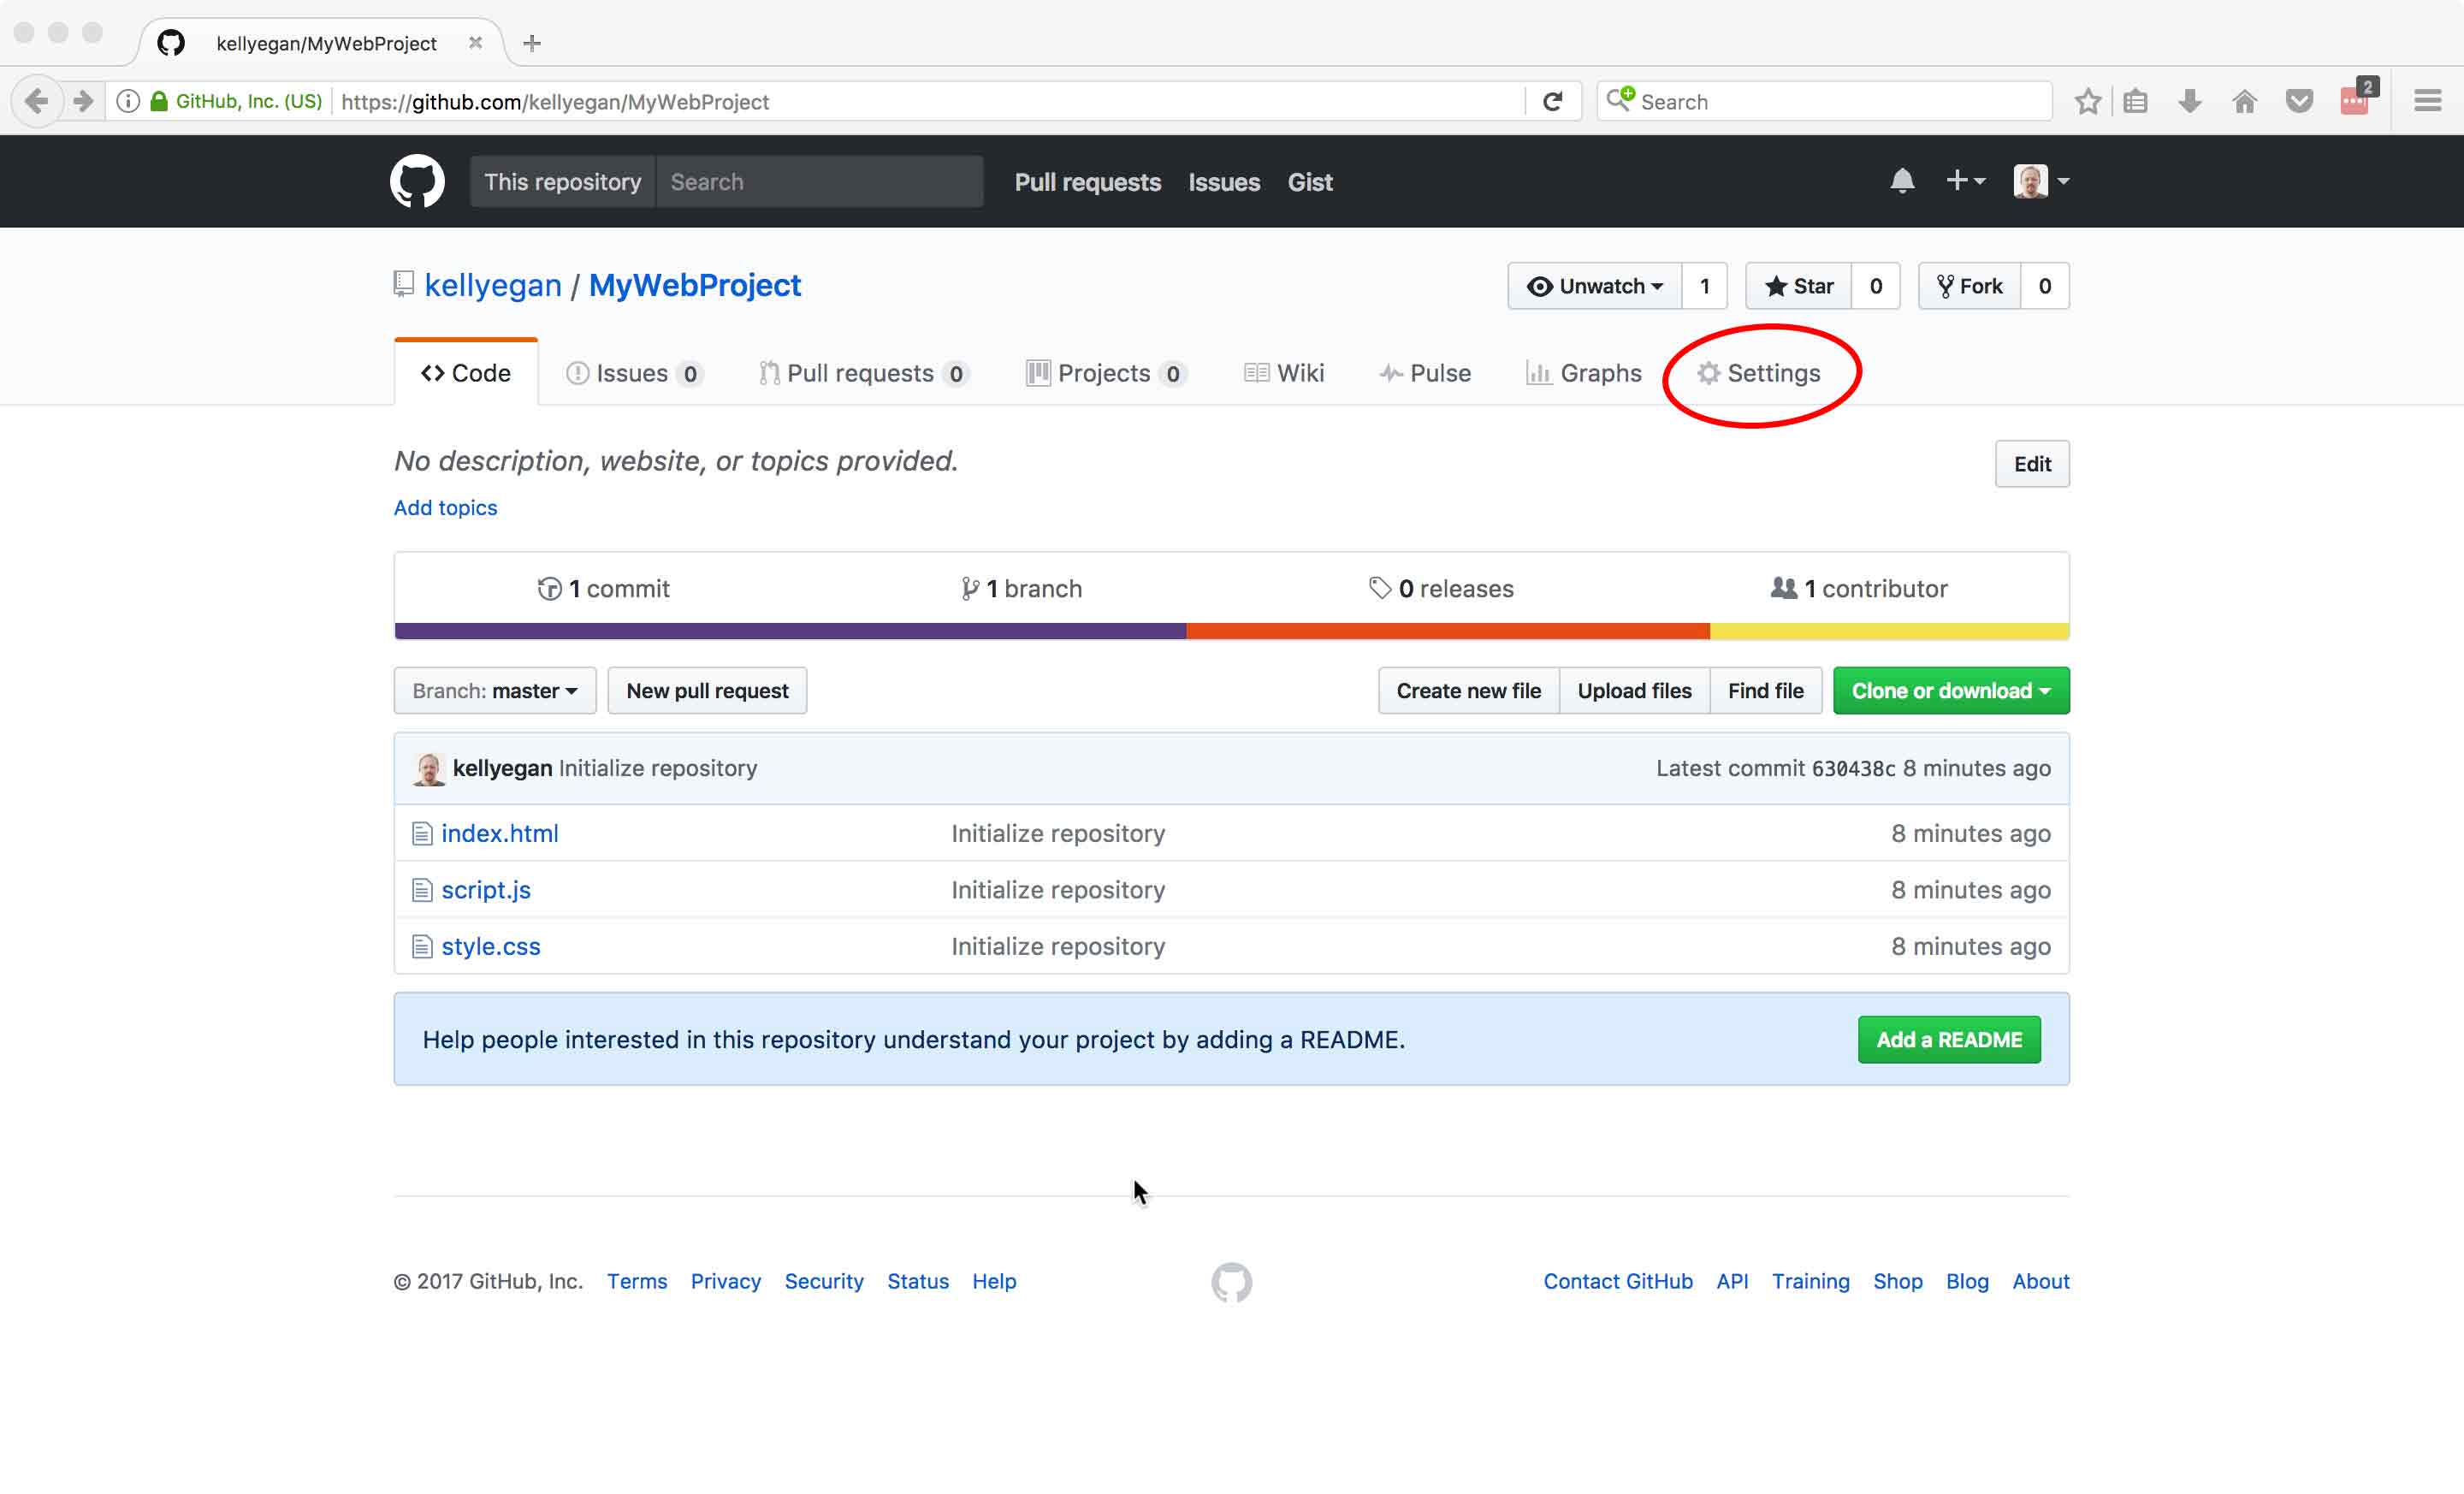 kellyegan/MyWebProject
GitHub, Inc. (US) https://github.com/kellyegan/MyWebProject Search 2
This repository Search Pull requests Issues Gist
kellyegan / MyWebProject Unwatch 1 Star 0 Fork 0
Code Issues 0 Pull requests 0 Projects 0 Wiki Pulse Graphs Settings
No description, website, or topics provided. Edit
Add topics
1 commit 1 branch 0 releases 1 contributor
Branch: master New pull request Create new file Upload files Find file Clone or download
kellyegan Initialize repository Latest commit 630438c 8 minutes ago
index.html Initialize repository 8 minutes ago
script.js Initialize repository 8 minutes ago
style.css Initialize repository 8 minutes ago
Help people interested in this repository understand your project by adding a README. Add a README
© 2017 GitHub, Inc. Terms Privacy Security Status Help Contact GitHub API Training Shop Blog About